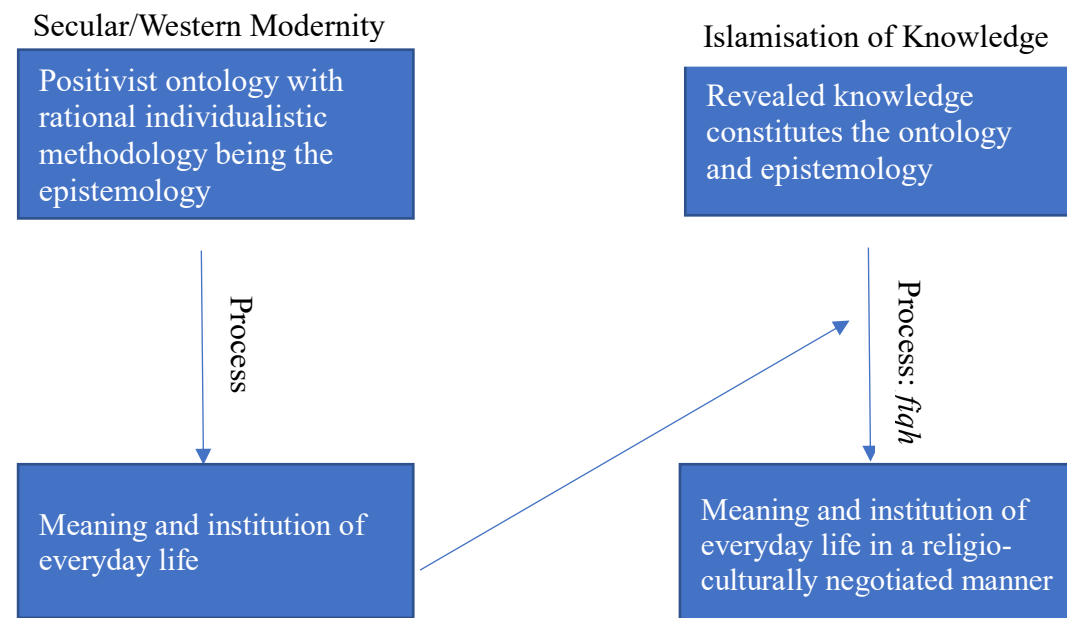 Secular/Western Modernity
Positivist ontology with
rational individualistic
methodology being the
epistemology
Process
Meaning and institution of
everyday life
Islamisation of Knowledge
Revealed knowledge
constitutes the ontology
and epistemology
Process: fiqh
Meaning and institution of
everyday life in a religio-
culturally negotiated manner